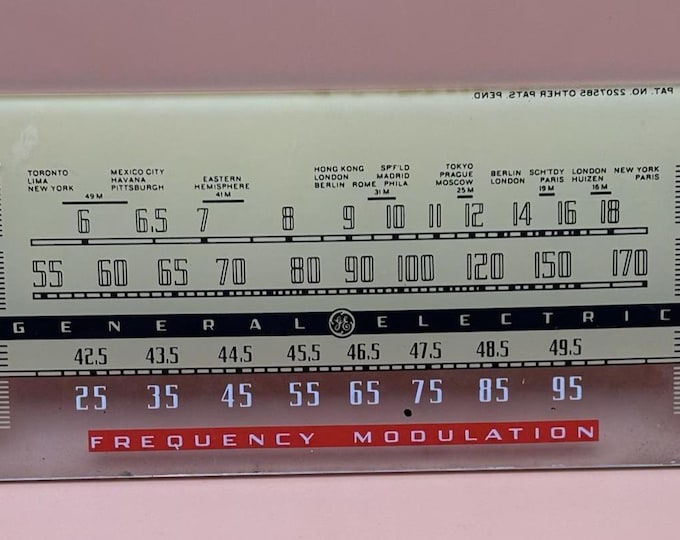 PAT. NO. 2207585 OTHER PATS. PEND.
TORONTO MEXICO CITY HONG KONG SPF'LD TOKYO
LIMA HAVANA EASTERN LONDON MADRID PRAGUE BERLIN SCH'TDY LONDON NEW YORK
NEW YORK PITTSBURGH HEMISPHERE BERLIN ROME PHILA MOSCOW LONDON PARIS HUIZEN PARIS
49 M 41 M 31 M 25 M 19 M 16 M
6 6.5 7 8 9 10 11 12 14 16 18
55 60 65 70 80 90 100 120 150 170
GENERAL GE ELECTRIC
42.5 43.5 44.5 45.5 46.5 47.5 48.5 49.5
25 35 45 55 65 75 85 95
FREQUENCY MODULATION